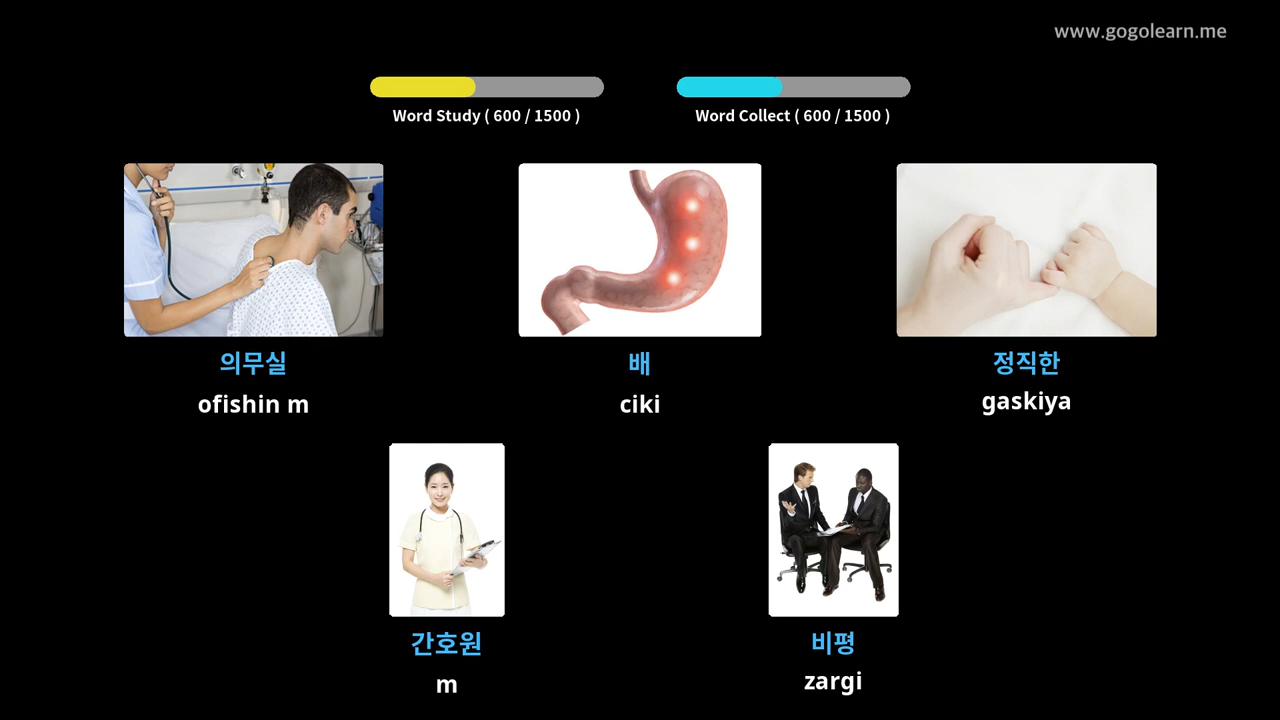 www.gogolearn.me
Word Study ( 600 / 1500 )
Word Collect ( 600 / 1500 )
의무실
ofishin m
배
ciki
정직한
gaskiya
간호원
m
비평
zargi